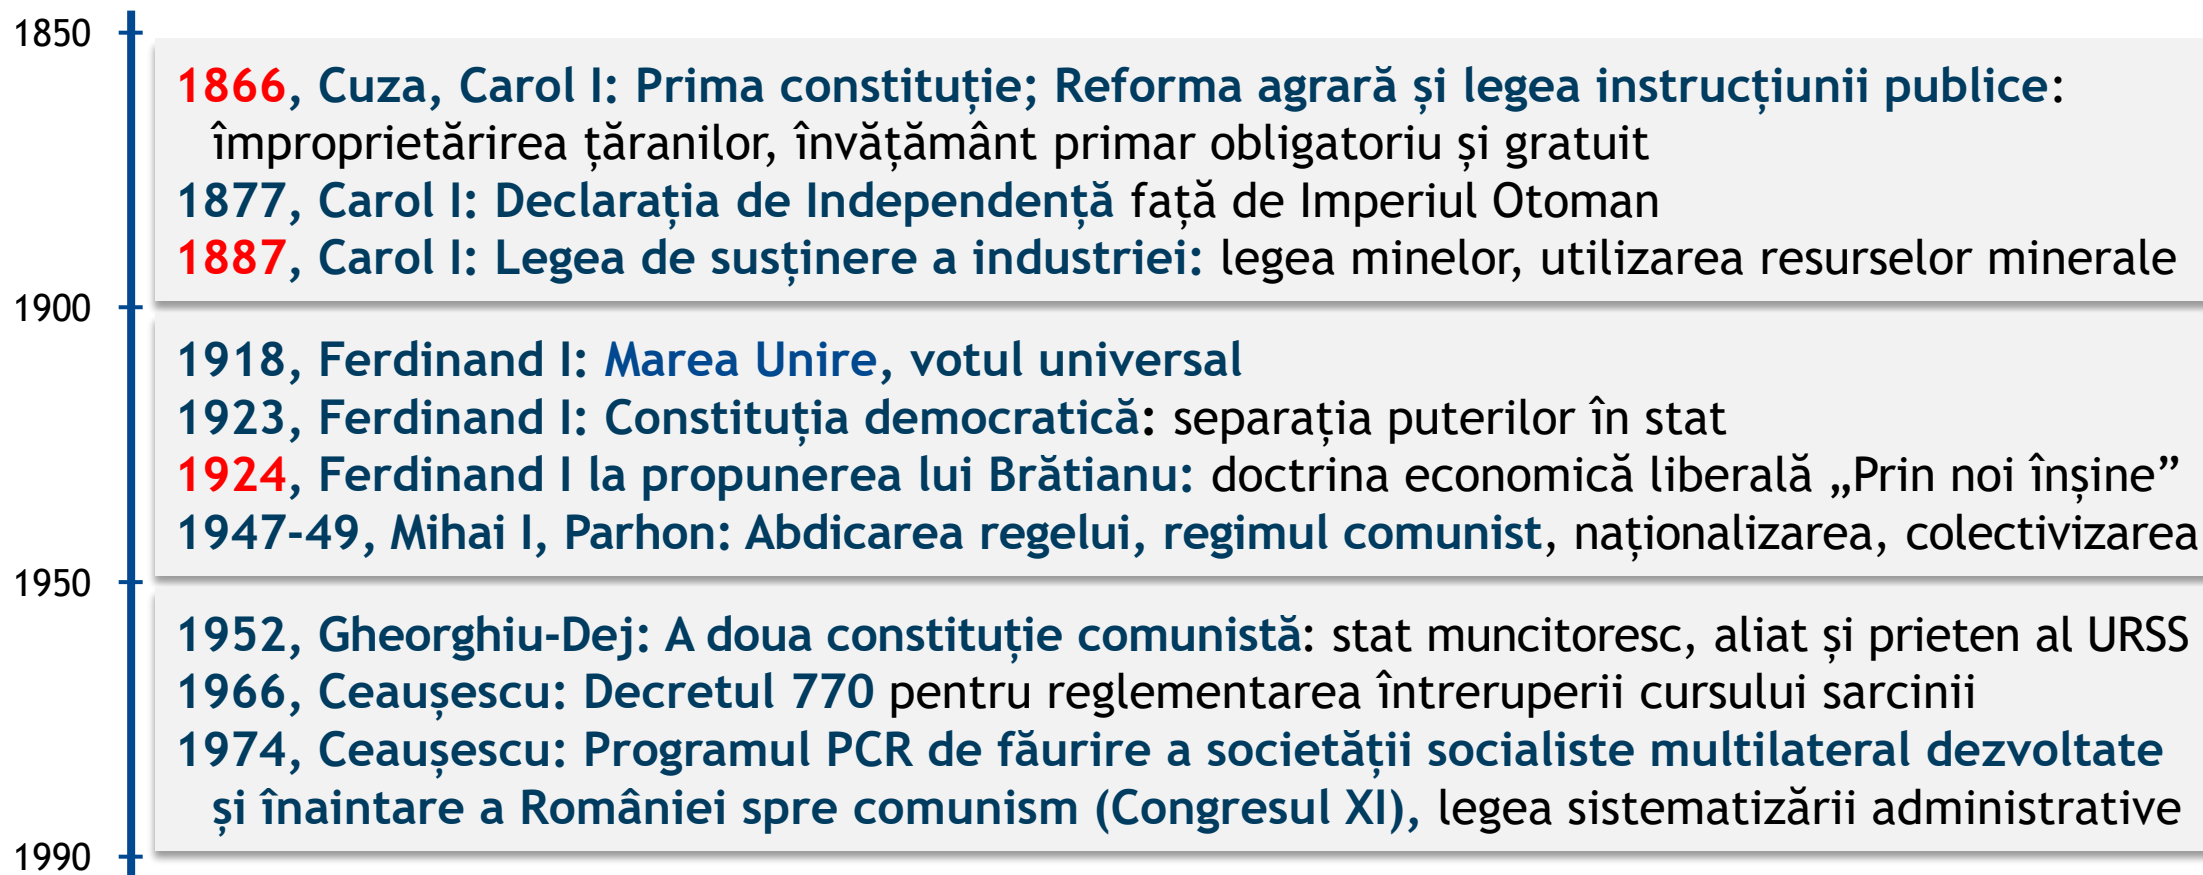 1850
1866, Cuza, Carol I: Prima constituție; Reforma agrară și legea instrucțiunii publice:
împroprietărirea țăranilor, învățământ primar obligatoriu și gratuit
1877, Carol I: Declarația de Independență față de Imperiul Otoman
1887, Carol I: Legea de susținere a industriei: legea minelor, utilizarea resurselor minerale
1900
1918, Ferdinand I: Marea Unire, votul universal
1923, Ferdinand I: Constituția democratică: separația puterilor în stat
1924, Ferdinand I la propunerea lui Brătianu: doctrina economică liberală „Prin noi înșine”
1947-49, Mihai I, Parhon: Abdicarea regelui, regimul comunist, naționalizarea, colectivizarea
1950
1952, Gheorghiu-Dej: A doua constituție comunistă: stat muncitoresc, aliat și prieten al URSS
1966, Ceaușescu: Decretul 770 pentru reglementarea întreruperii cursului sarcinii
1974, Ceaușescu: Programul PCR de făurire a societății socialiste multilateral dezvoltate
și înaintare a României spre comunism (Congresul XI), legea sistematizării administrative
1990